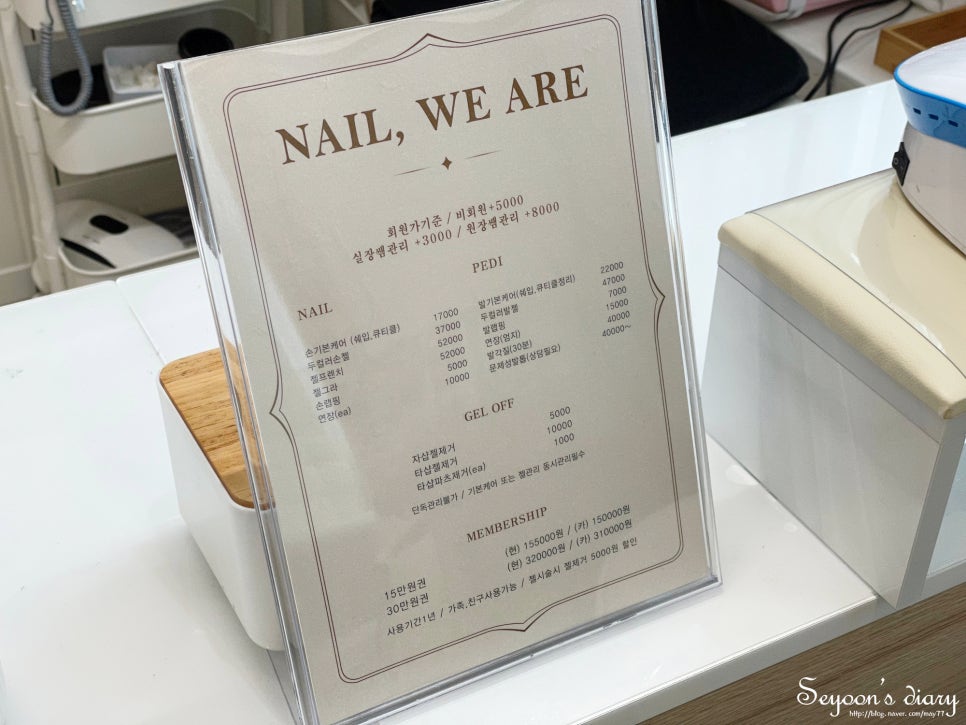 NAIL, WE ARE
회원가기준 / 비회원+5000
실장쌤관리 +3000 / 원장쌤관리 +8000
NAIL
손기본케어 (쉐입,큐티클) 17000
두컬러손젤 37000
젤프렌치 52000
젤그라 52000
손랩핑 5000
연장(ea) 10000
PEDI
발기본케어(쉐입,큐티클정리) 22000
두컬러발젤 47000
발랩핑 7000
연장(엄지) 15000
발각질(30분) 40000
문제성발톱(상담필요) 40000~
GEL OFF
자샵젤제거 5000
타샵젤제거 10000
타샵파츠제거(ea) 1000
단독관리불가 / 기본케어 또는 젤관리 동시관리필수
MEMBERSHIP
15만원권 (현) 155000원 / (카) 150000원
30만원권 (현) 320000원 / (카) 310000원
사용기간1년 / 가족,친구사용가능 / 젤시술시 젤제거 5000원 할인
Seyoon's diary
http://blog.naver.com/may77